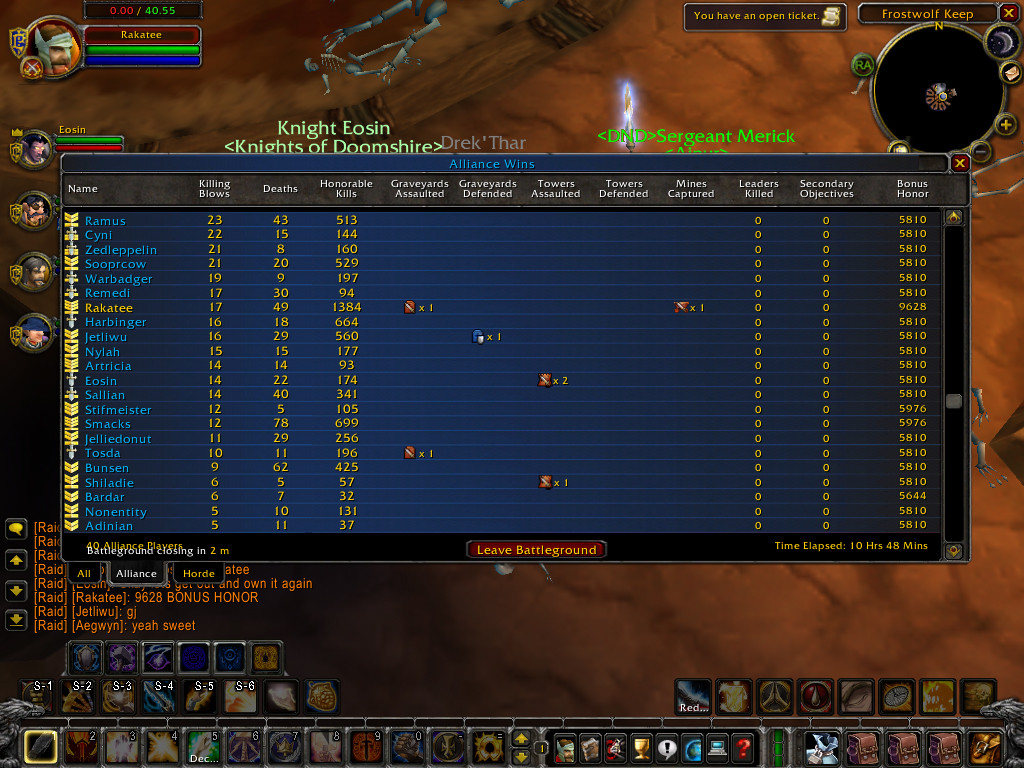 0.00 / 40.55
Rakatee
You have an open ticket.
Frostwolf Keep
N
RA
Eosin
Knight Eosin
<Knights of Doomshire>
Drek'Thar
<DND>Sergeant Merick
Alliance Wins
Name Killing Blows Deaths Honorable Kills Graveyards Assaulted Graveyards Defended Towers Assaulted Towers Defended Mines Captured Leaders Killed Secondary Objectives Bonus Honor
Ramus 23 43 513 0 0 5810
Cyni 22 15 144 0 0 5810
Zedleppelin 21 8 160 0 0 5810
Sooprcow 21 20 529 0 0 5810
Warbadger 19 9 197 0 0 5810
Remedi 17 30 94 0 0 5810
Rakatee 17 49 1384 x 1 x 1 0 0 9628
Harbinger 16 18 664 0 0 5810
Jetliwu 16 29 560 x 1 0 0 5810
Nylah 15 15 177 0 0 5810
Artricia 14 14 93 0 0 5810
Eosin 14 22 174 x 2 0 0 5810
Sallian 14 40 341 0 0 5810
Stifmeister 12 5 105 0 0 5976
Smacks 12 78 699 0 0 5976
Jelliedonut 11 29 256 0 0 5810
Tosda 10 11 196 x 1 0 0 5810
Bunsen 9 62 425 0 0 5810
Shiladie 6 5 57 x 1 0 0 5810
Bardar 6 7 32 0 0 5644
Nonentity 5 10 131 0 0 5810
Adinian 5 11 37 0 0 5810
40 Alliance Players
Battleground closing in 2 m
Leave Battleground
Time Elapsed: 10 Hrs 48 Mins
All Alliance Horde
[Raid] [Rakatee]: 9628 BONUS HONOR
[Raid] [Jetliwu]: gj
[Raid] [Aegwyn]: yeah sweet
S-1 S-2 S-3 S-4 S-5 S-6
Red...
2 3 4 5 6 7 8 9 0 - =
Dec...
1